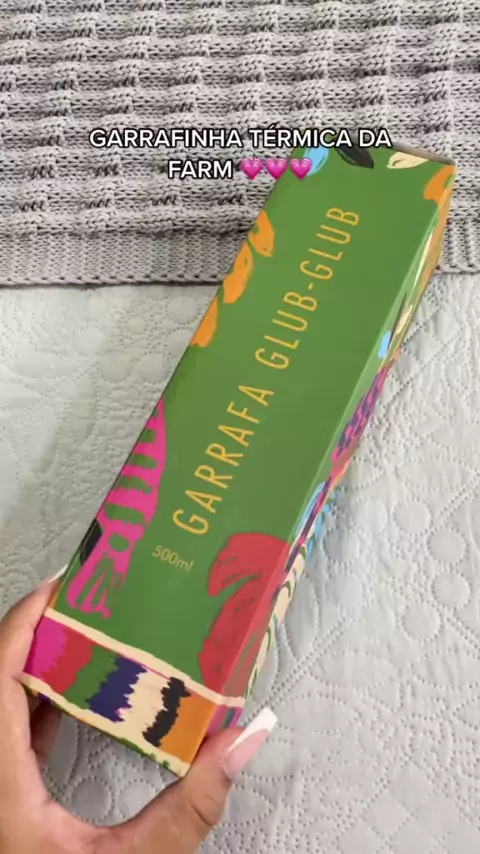 GARRAFINHA TÉRMICA DA
FARM 💗💗💗
GARRAFA GLUB-GLUB
500ml